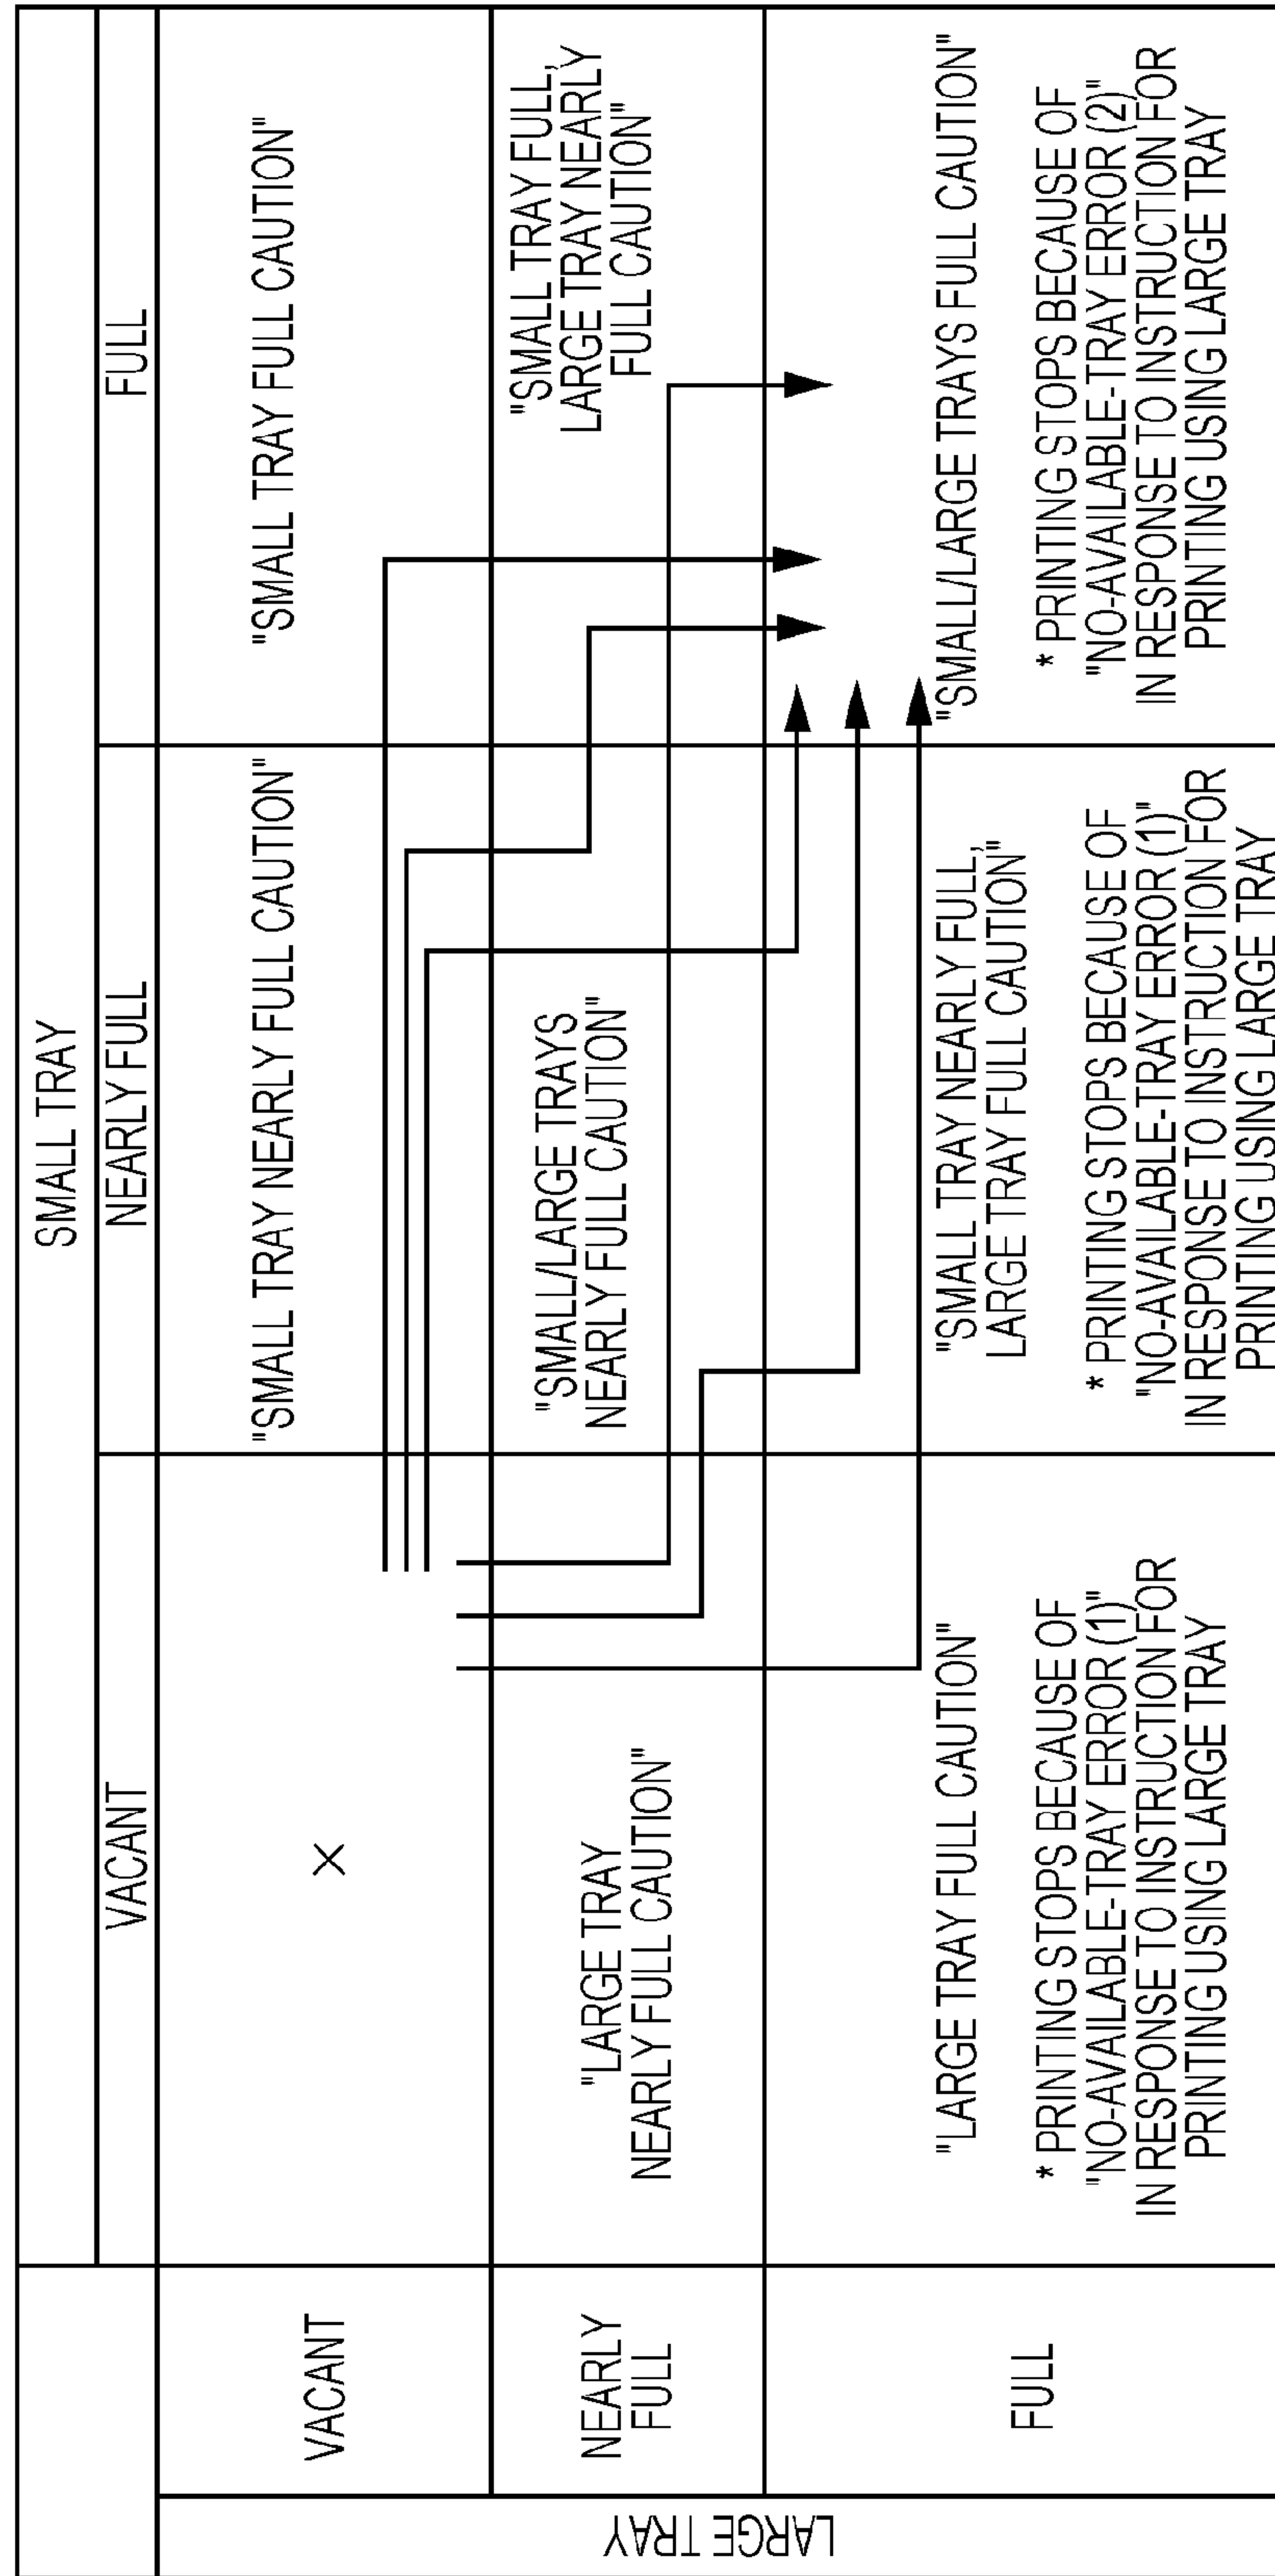 SMALL TRAY
VACANT
NEARLY FULL
FULL
LARGE TRAY
VACANT
×
"SMALL TRAY NEARLY FULL CAUTION"
"SMALL TRAY FULL CAUTION"
NEARLY
FULL
"LARGE TRAY
NEARLY FULL CAUTION"
"SMALL/LARGE TRAYS
NEARLY FULL CAUTION"
"SMALL TRAY FULL,
LARGE TRAY NEARLY
FULL CAUTION"
FULL
"LARGE TRAY FULL CAUTION"
* PRINTING STOPS BECAUSE OF
"NO-AVAILABLE-TRAY ERROR (1)"
IN RESPONSE TO INSTRUCTION FOR
PRINTING USING LARGE TRAY
"SMALL TRAY NEARLY FULL,
LARGE TRAY FULL CAUTION"
* PRINTING STOPS BECAUSE OF
"NO-AVAILABLE-TRAY ERROR (1)"
IN RESPONSE TO INSTRUCTION FOR
PRINTING USING LARGE TRAY
"SMALL/LARGE TRAYS FULL CAUTION"
* PRINTING STOPS BECAUSE OF
"NO-AVAILABLE-TRAY ERROR (2)"
IN RESPONSE TO INSTRUCTION FOR
PRINTING USING LARGE TRAY